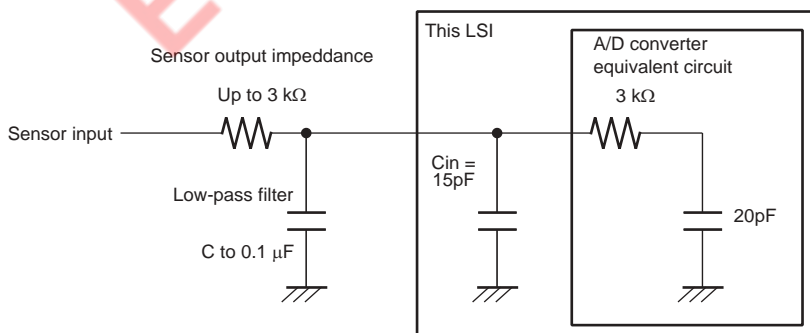 This LSI
A/D converter
equivalent circuit
Sensor output impeddance
Up to 3 kΩ
3 kΩ
Sensor input
Cin =
15pF
Low-pass filter
20pF
C to 0.1 μF